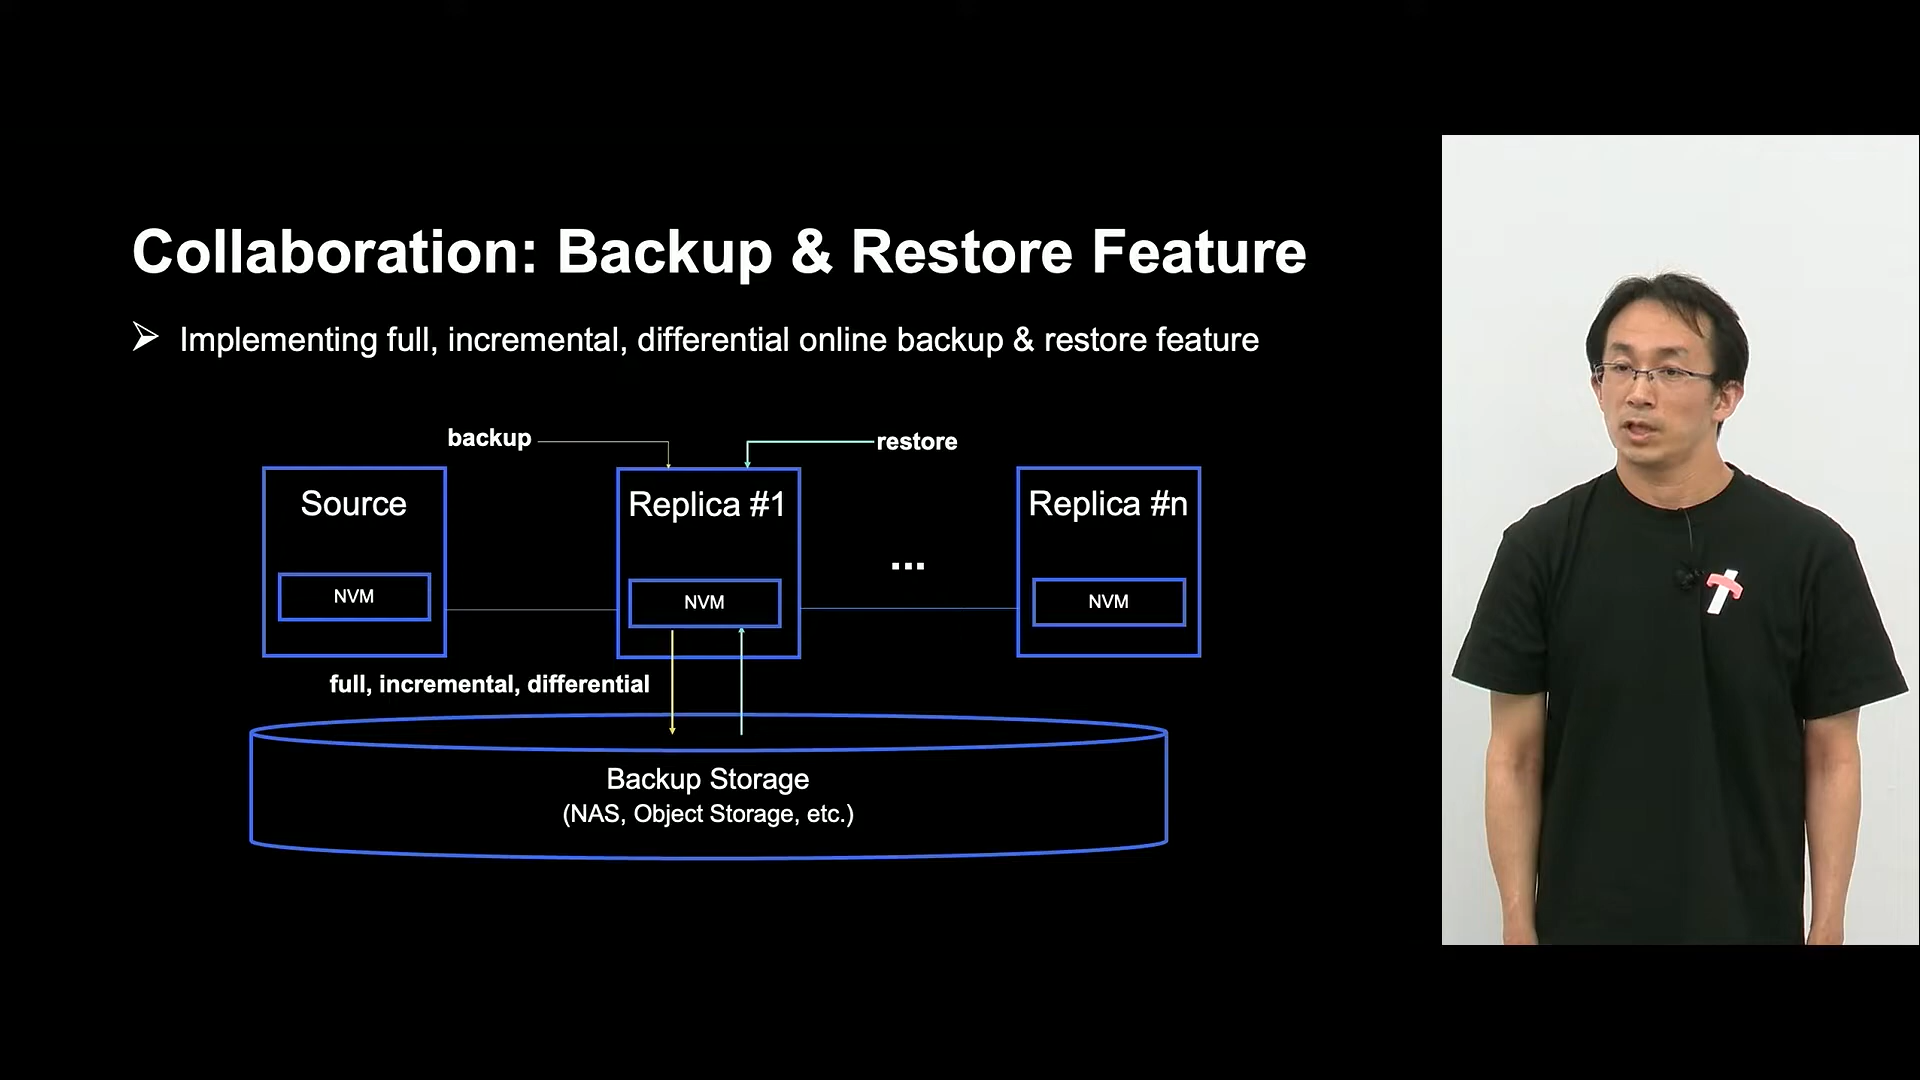 Collaboration: Backup & Restore Feature
Implementing full, incremental, differential online backup & restore feature
backup
restore
Source
Replica #1
Replica #n
...
NVM
NVM
NVM
full, incremental, differential
Backup Storage
(NAS, Object Storage, etc.)